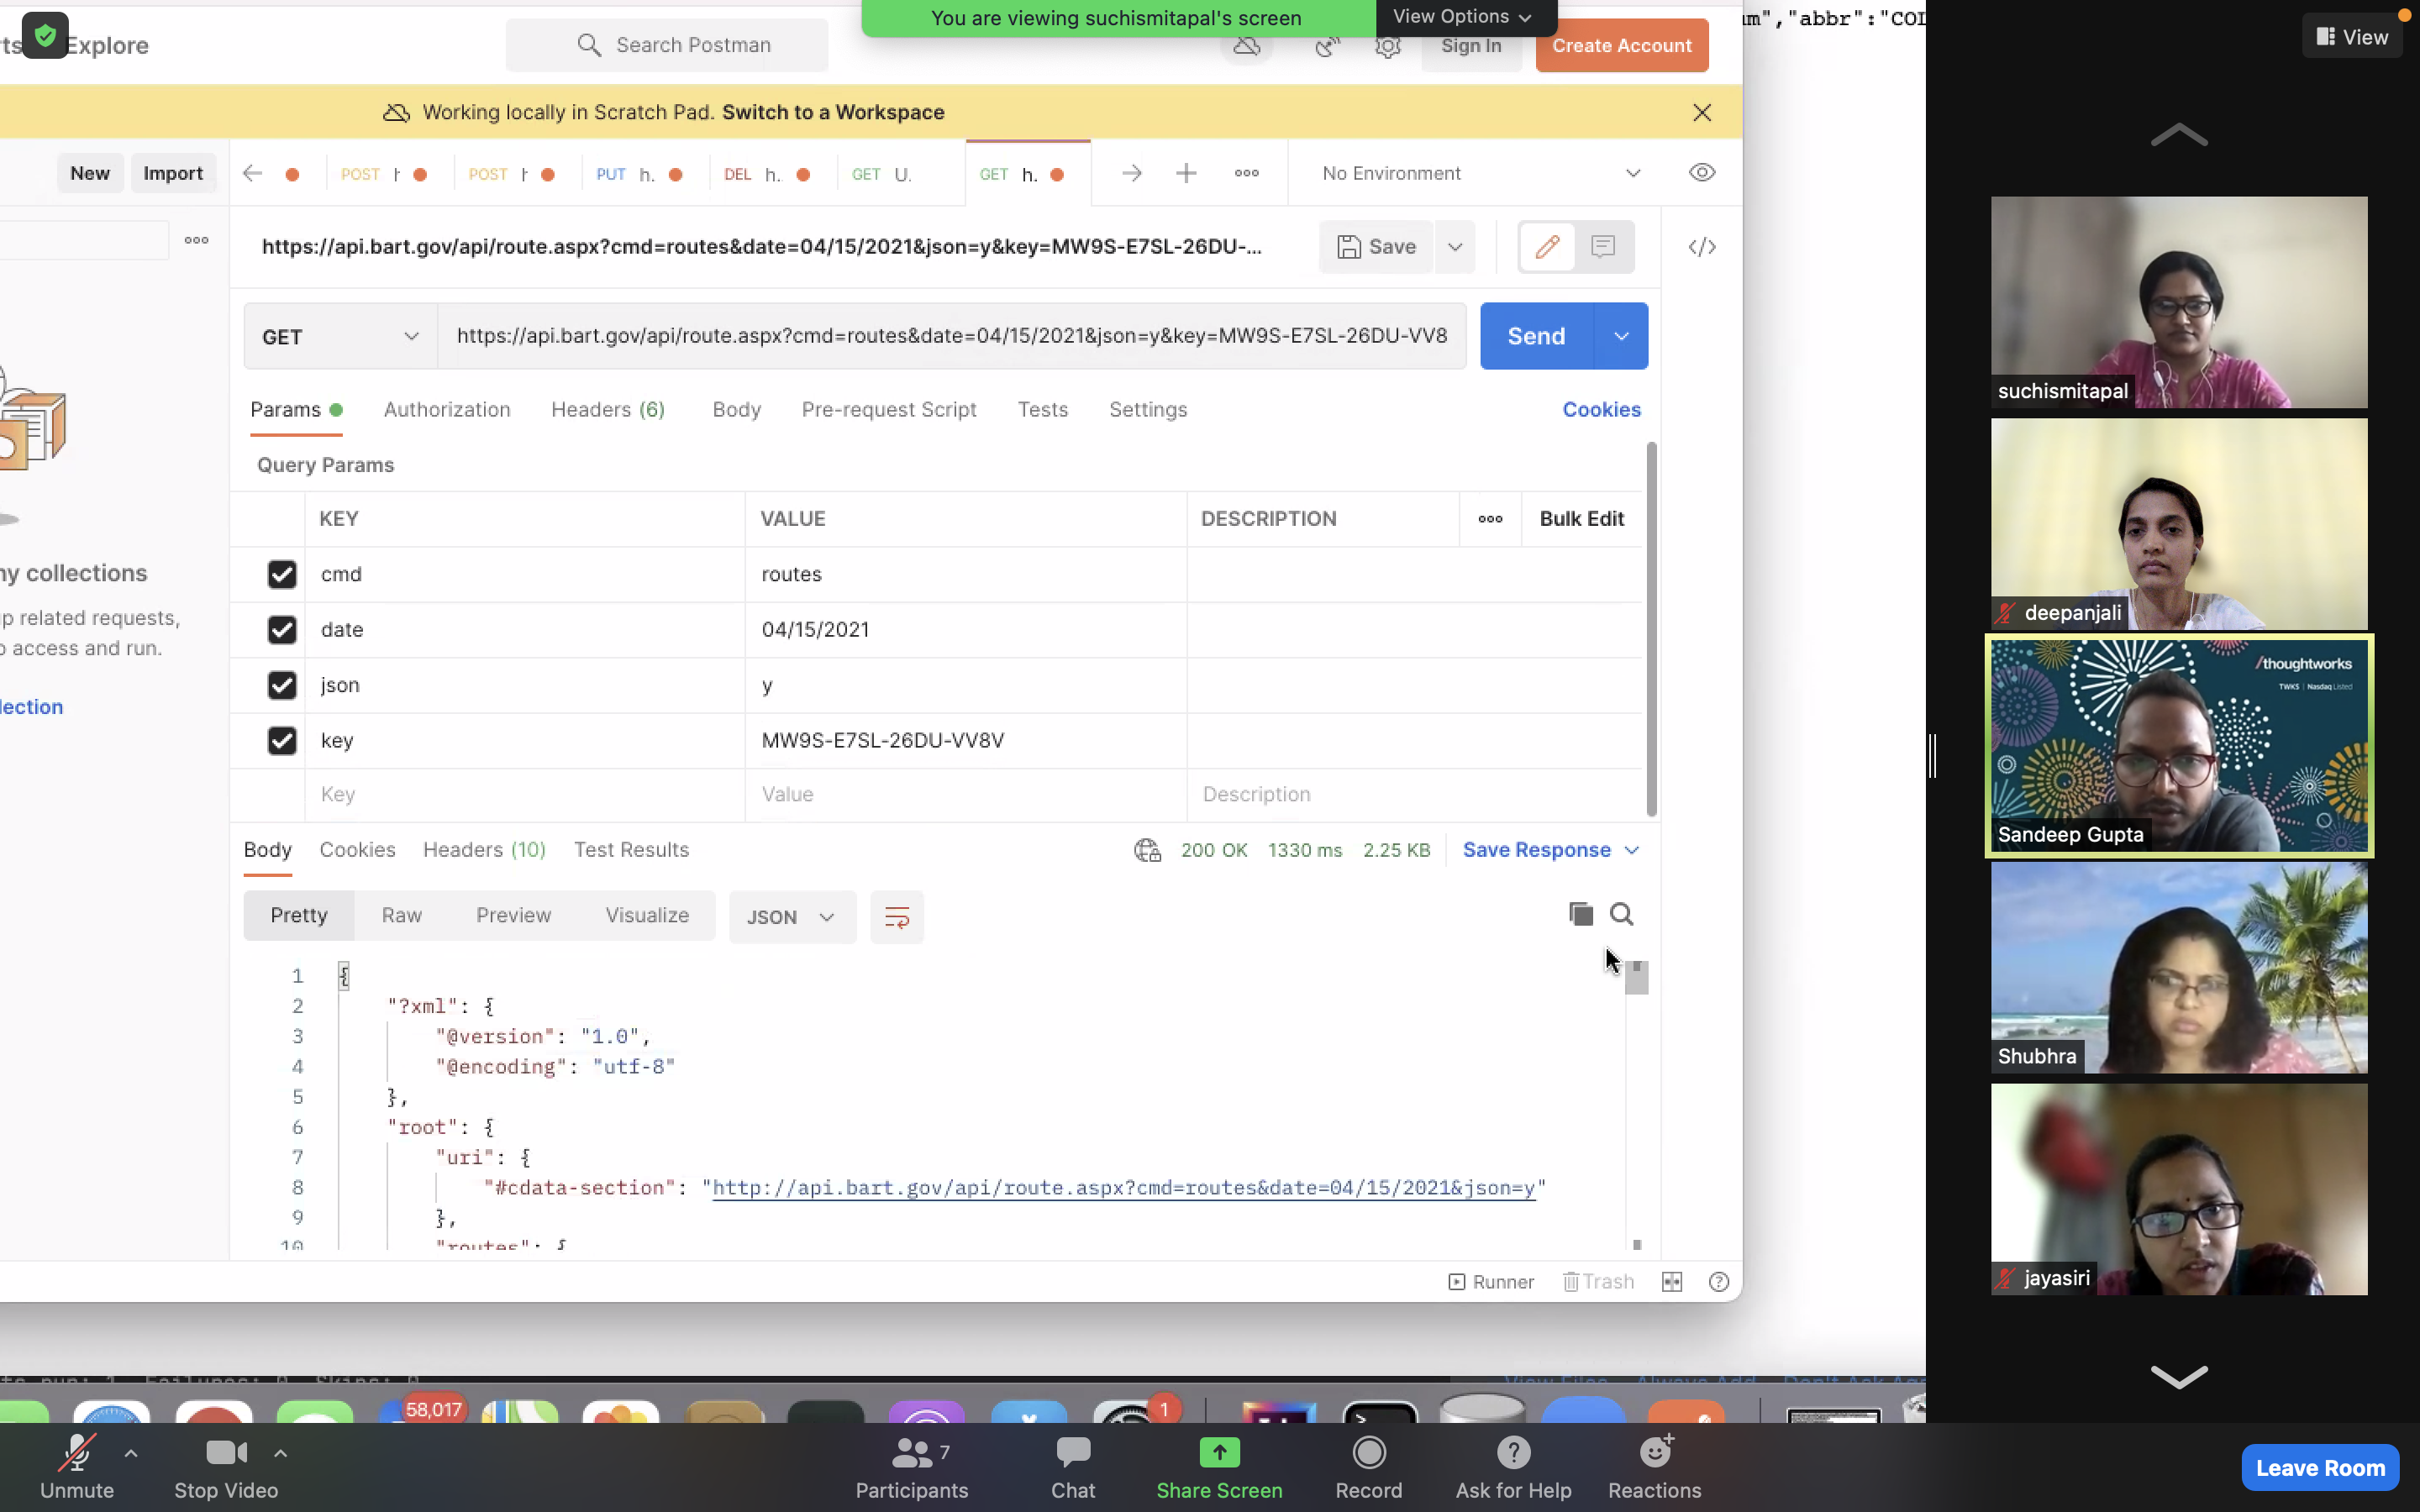 You are viewing suchismitapal's screen
View Options
"abbr":"COL
View
Explore
Search Postman
Sign In
Create Account
Working locally in Scratch Pad. Switch to a Workspace
New
Import
POST
POST
PUT h.
DEL h.
GET U.
GET h.
No Environment
https://api.bart.gov/api/route.aspx?cmd=routes&date=04/15/2021&json=y&key=MW9S-E7SL-26DU-...
Save
GET
https://api.bart.gov/api/route.aspx?cmd=routes&date=04/15/2021&json=y&key=MW9S-E7SL-26DU-VV8
Send
Params
Authorization
Headers (6)
Body
Pre-request Script
Tests
Settings
Cookies
Query Params
KEY
VALUE
DESCRIPTION
Bulk Edit
cmd
routes
date
04/15/2021
json
y
key
MW9S-E7SL-26DU-VV8V
Key
Value
Description
collections
related requests,
access and run.
Body
Cookies
Headers (10)
Test Results
200 OK
1330 ms
2.25 KB
Save Response
Pretty
Raw
Preview
Visualize
JSON
1 {
2 "?xml": {
3 "@version": "1.0",
4 "@encoding": "utf-8"
5 },
6 "root": {
7 "uri": {
8 "#cdata-section": "http://api.bart.gov/api/route.aspx?cmd=routes&date=04/15/2021&json=y"
9 },
10 "routes": {
Runner
Trash
suchismitapal
deepanjali
/thoughtworks
TWKS | Nasdaq Listed
Sandeep Gupta
Shubhra
jayasiri
58,017
1
Unmute
Stop Video
7
Participants
Chat
Share Screen
Record
Ask for Help
Reactions
Leave Room